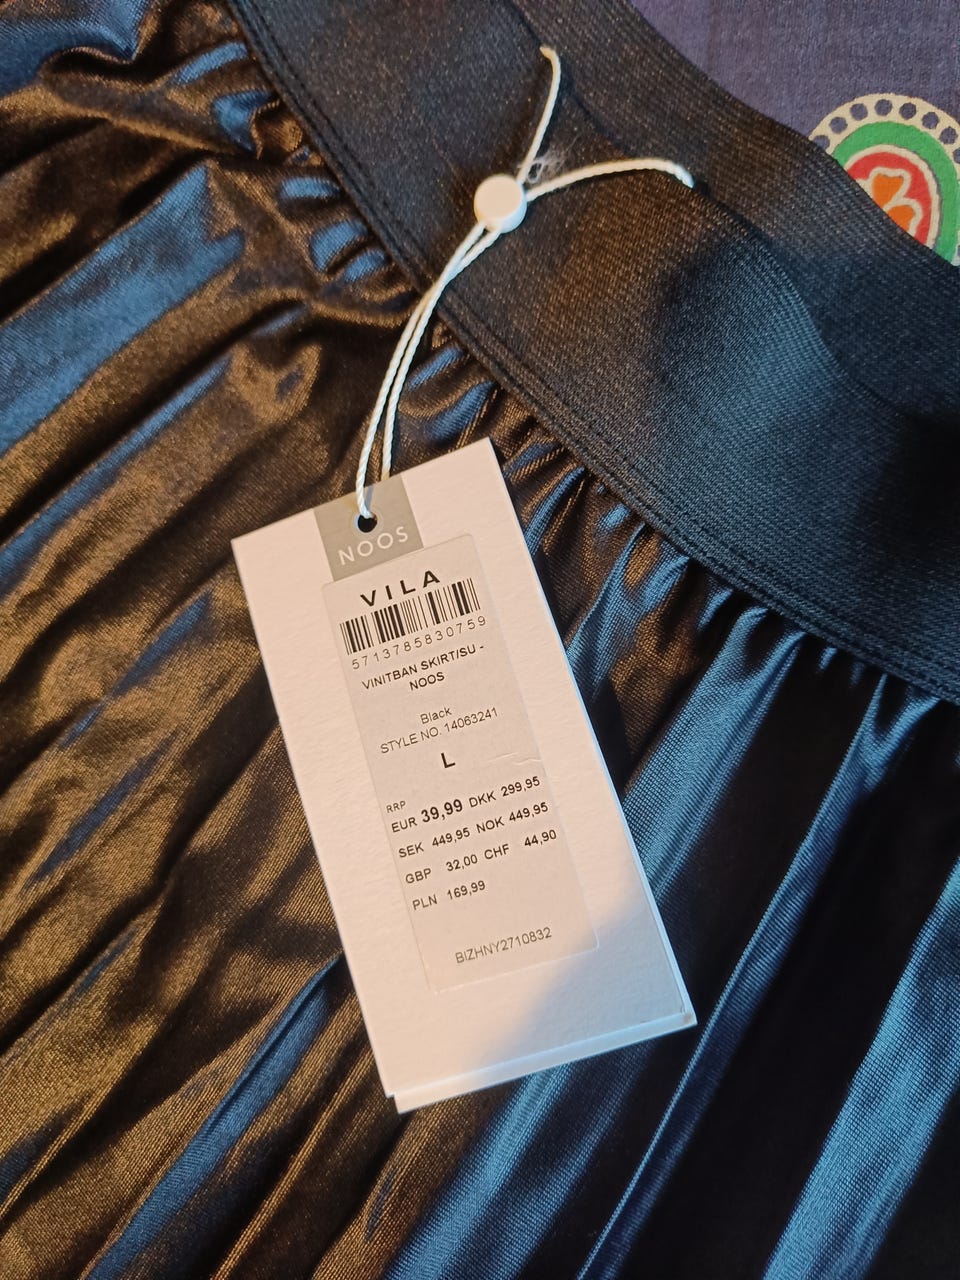 NOOS
VILA
5713785830759
VINITBAN SKIRT/SU -
NOOS
Black
STYLE NO. 14063241
L
RRP
EUR 39,99 DKK 299,95
SEK 449,95 NOK 449,95
GBP 32,00 CHF 44,90
PLN 169,99
BIZHNY2710832